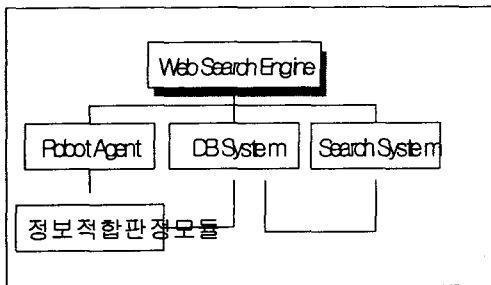 Web Search Engine
Robot Agent
DB System
Search System
정보적합판정모듈